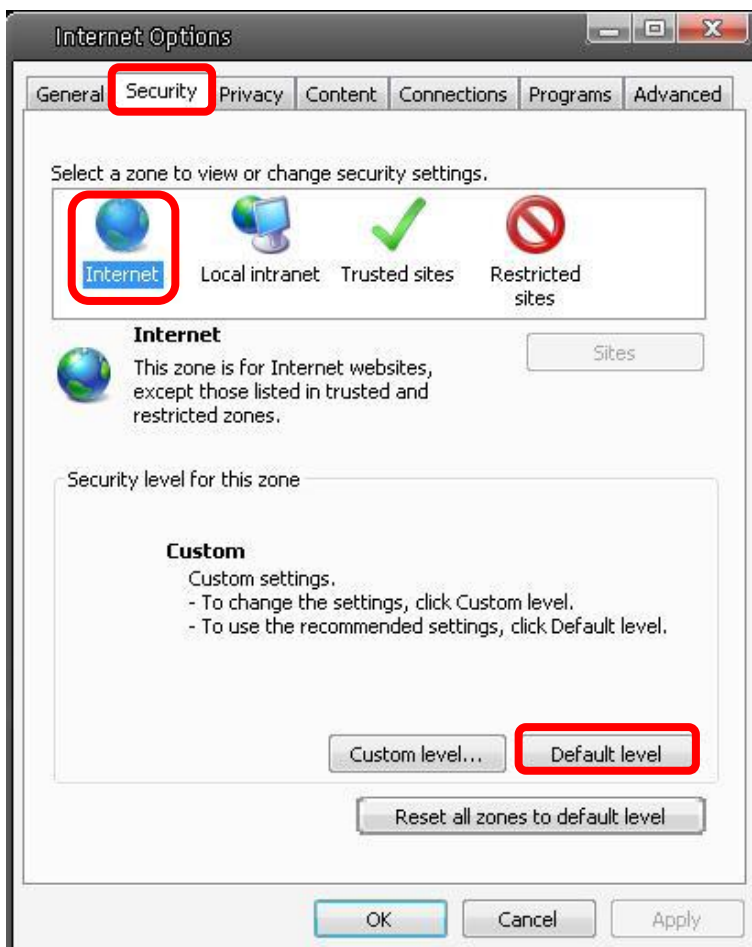 Internet Options
General Security Privacy Content Connections Programs Advanced
Select a zone to view or change security settings.
Internet Local intranet Trusted sites Restricted sites
Internet
This zone is for Internet websites,
except those listed in trusted and
restricted zones.
Sites
Security level for this zone
Custom
Custom settings.
- To change the settings, click Custom level.
- To use the recommended settings, click Default level.
Custom level... Default level
Reset all zones to default level
OK Cancel Apply